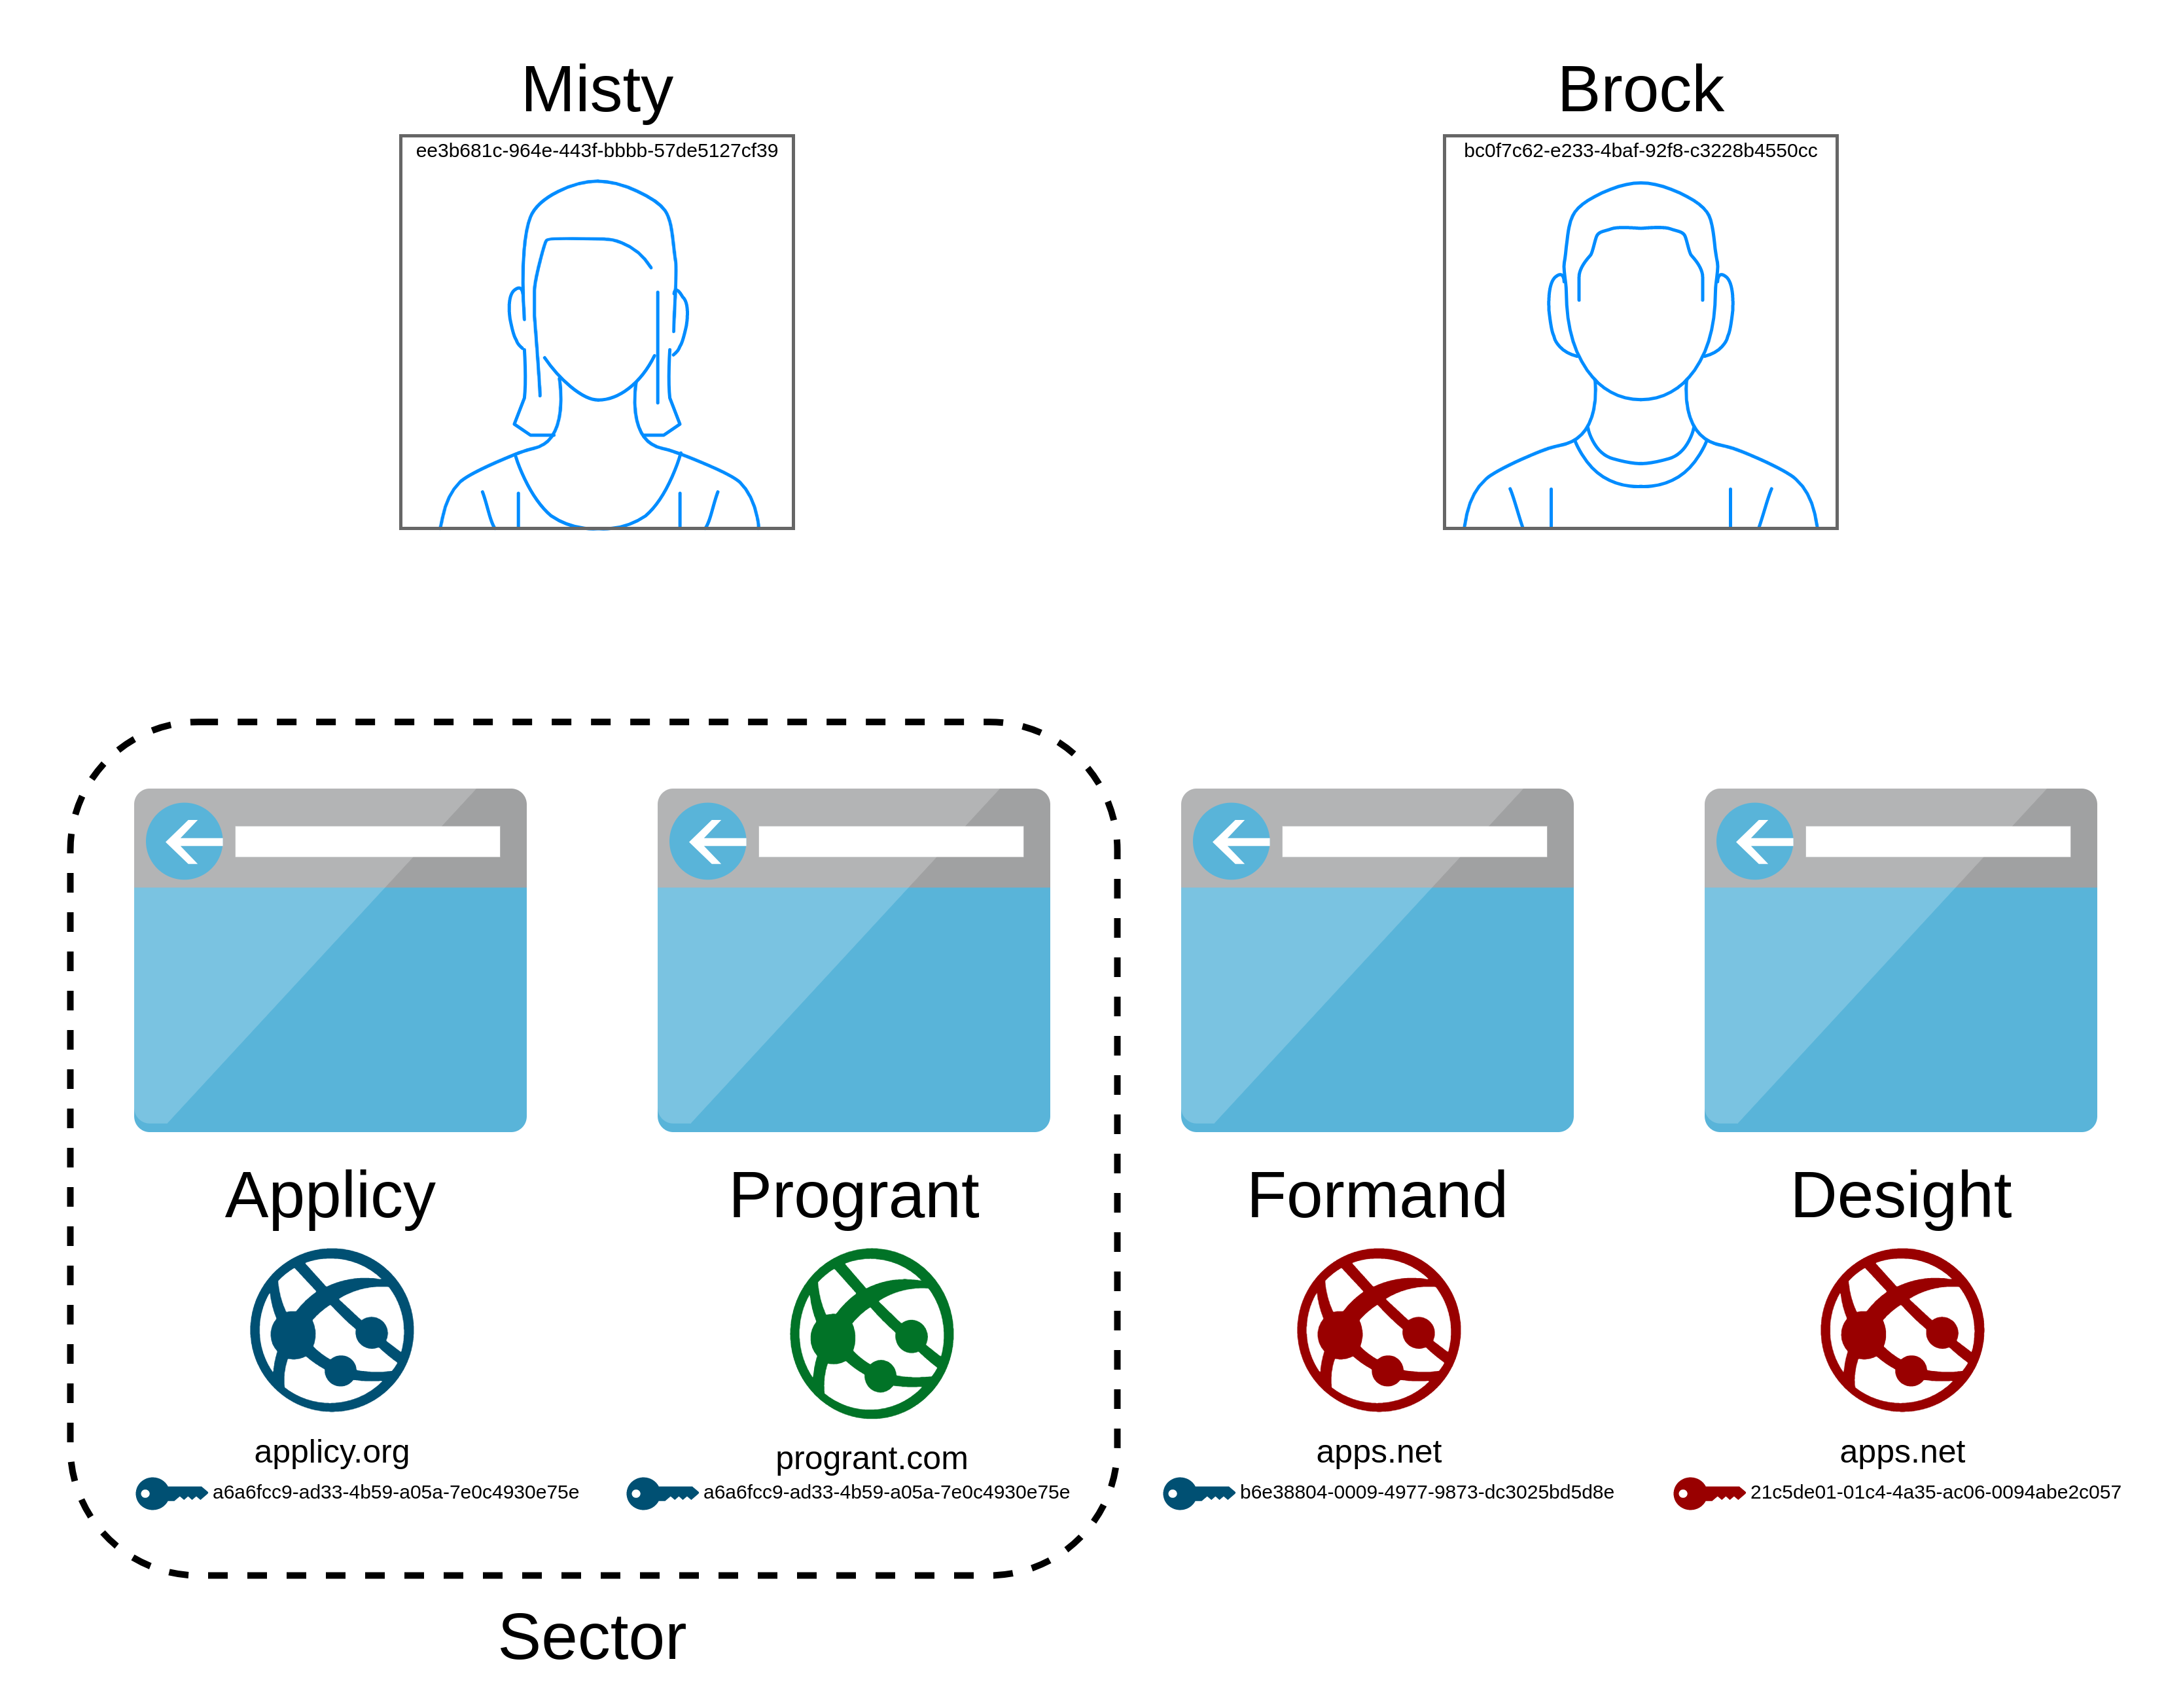 Misty
ee3b681c-964e-443f-bbbb-57de5127cf39
Brock
bc0f7c62-e233-4baf-92f8-c3228b4550cc
Applicy
applicy.org
a6a6fcc9-ad33-4b59-a05a-7e0c4930e75e
Progrant
progrant.com
a6a6fcc9-ad33-4b59-a05a-7e0c4930e75e
Formand
apps.net
b6e38804-0009-4977-9873-dc3025bd5d8e
Desight
apps.net
21c5de01-01c4-4a35-ac06-0094abe2c057
Sector